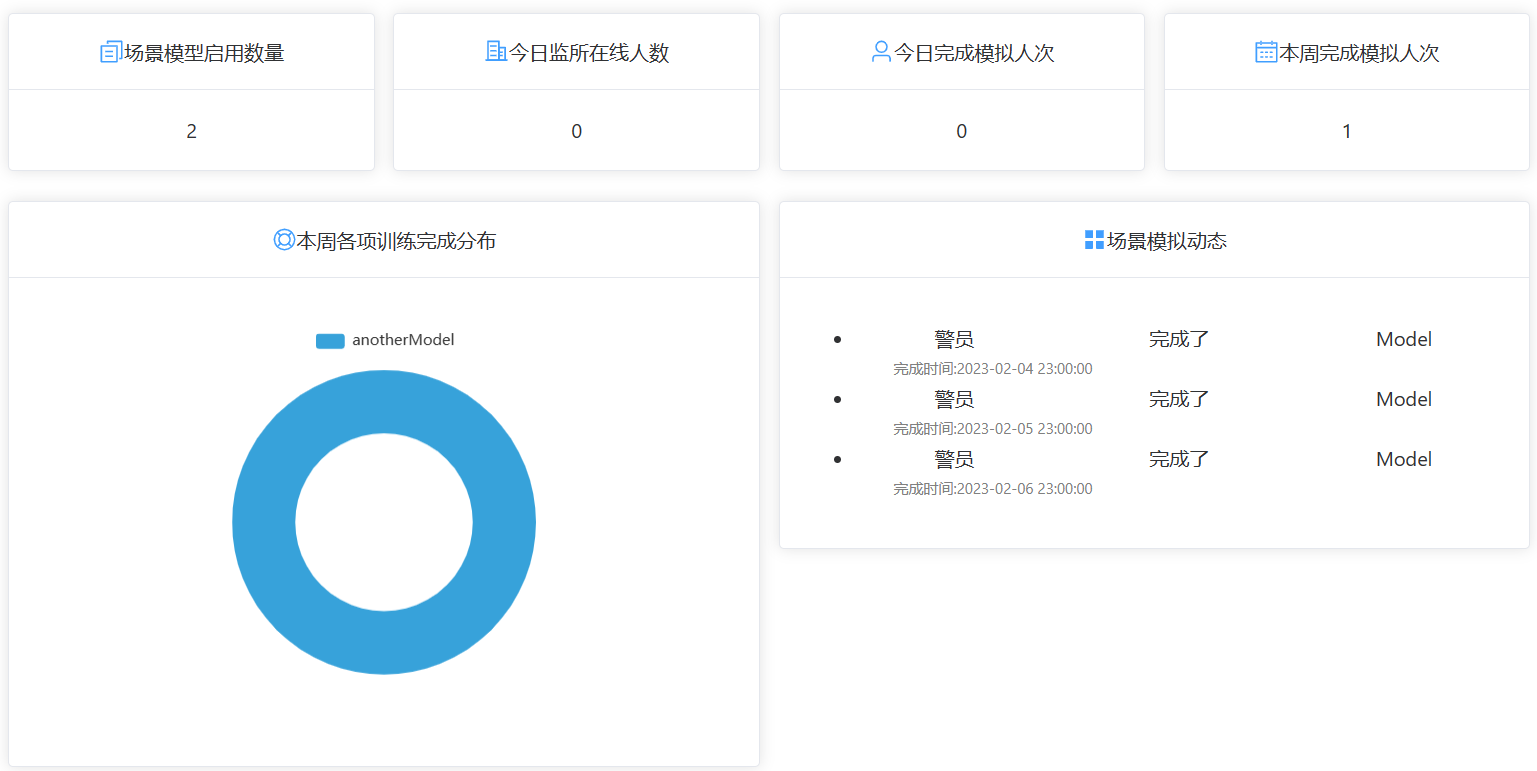 场景模型启用数量
今日监所在线人数
今日完成模拟人次
本周完成模拟人次
2
0
0
1
本周各项训练完成分布
anotherModel
场景模拟动态
警员 完成了 Model
完成时间:2023-02-04 23:00:00
警员 完成了 Model
完成时间:2023-02-05 23:00:00
警员 完成了 Model
完成时间:2023-02-06 23:00:00